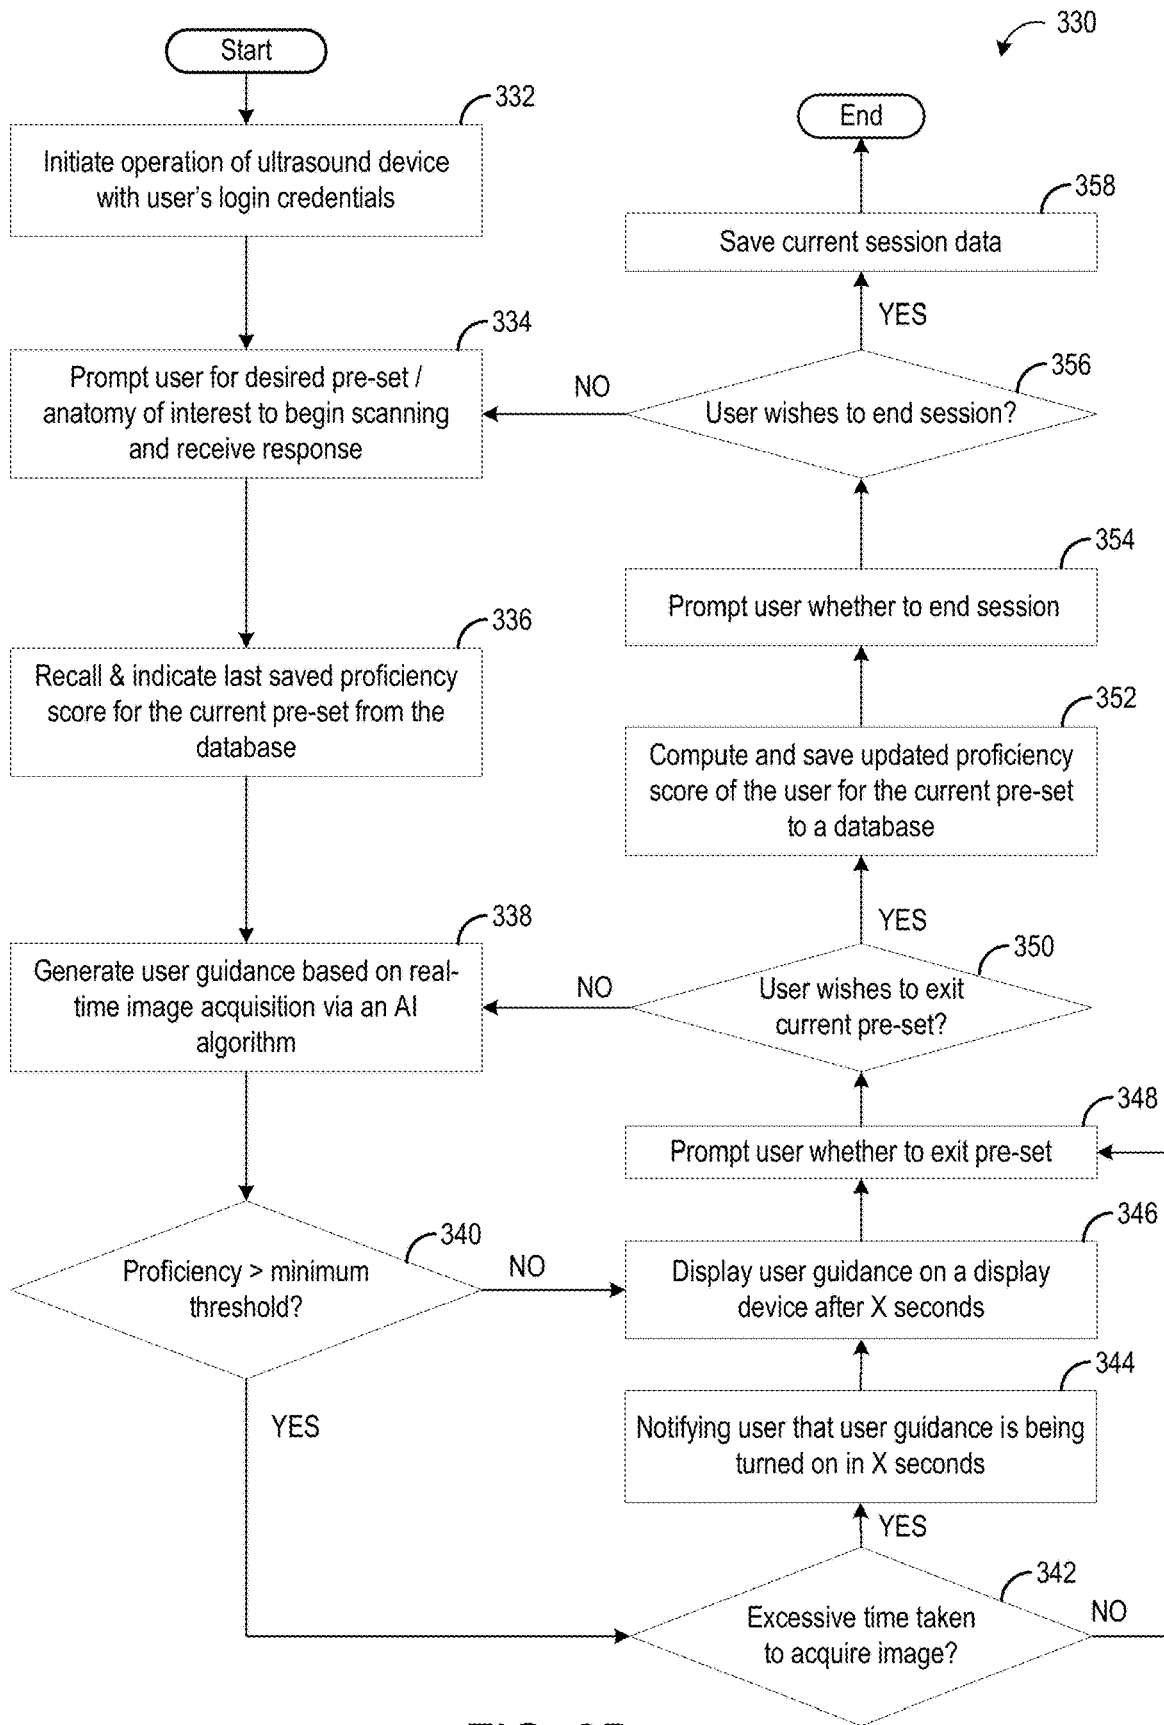 330
Start
332
Initiate operation of ultrasound device
with user's login credentials
334
Prompt user for desired pre-set /
anatomy of interest to begin scanning
and receive response
336
Recall & indicate last saved proficiency
score for the current pre-set from the
database
338
Generate user guidance based on real-
time image acquisition via an AI
algorithm
340
Proficiency > minimum
threshold?
NO
YES
342
Excessive time taken
to acquire image?
NO
YES
344
Notifying user that user guidance is being
turned on in X seconds
346
Display user guidance on a display
device after X seconds
348
Prompt user whether to exit pre-set
350
User wishes to exit
current pre-set?
NO
YES
352
Compute and save updated proficiency
score of the user for the current pre-set
to a database
354
Prompt user whether to end session
356
User wishes to end session?
NO
YES
358
Save current session data
End